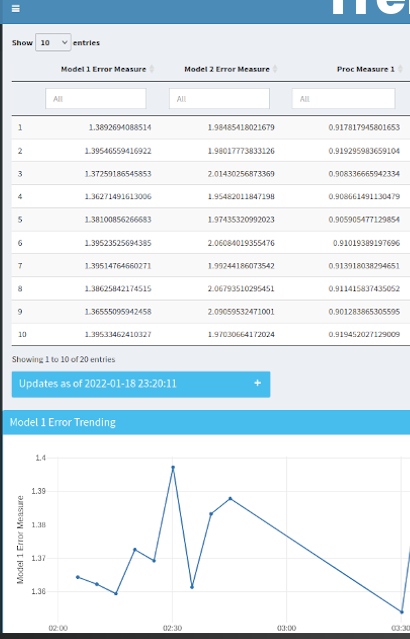 Show 10 entries
Model 1 Error Measure Model 2 Error Measure Proc Measure 1
All All All
1 1.3892694088514 1.98485418021679 0.917817945801653
2 1.39546559416922 1.98017773833126 0.919295983659104
3 1.37259186545853 2.01430256873369 0.908336665942334
4 1.36271491613006 1.95482011847198 0.908661491130479
5 1.38100856266683 1.97435320992023 0.905905477129854
6 1.39523525694385 2.06084019355476 0.91019389197696
7 1.39514764660271 1.99244186073542 0.913918038294651
8 1.38625842174515 2.06793510295451 0.911415837435052
9 1.36555095942458 2.09059532471001 0.901283865305595
10 1.39533462410327 1.97030664172024 0.919452027129009
Showing 1 to 10 of 20 entries
Updates as of 2022-01-18 23:20:11 +
Model 1 Error Trending
1.4
1.39
1.38
1.37
1.36
Model 1 Error Measure
02:00 02:30 03:00 03:30